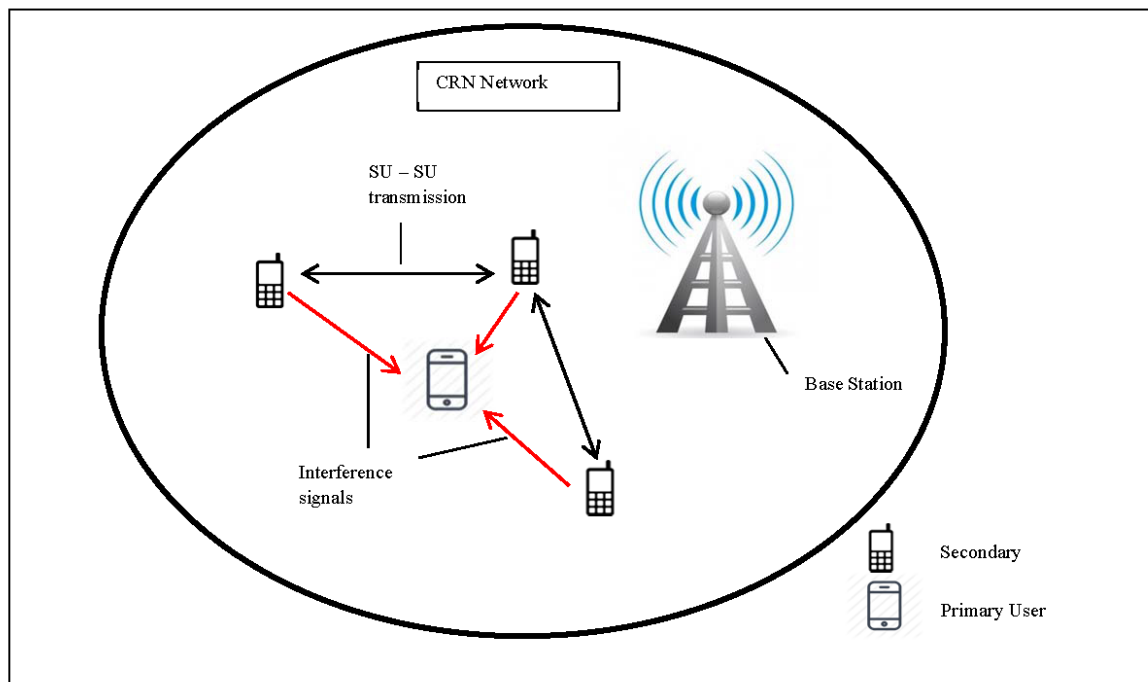 CRN Network
SU – SU
transmission
Base Station
Interference
signals
Secondary
Primary User